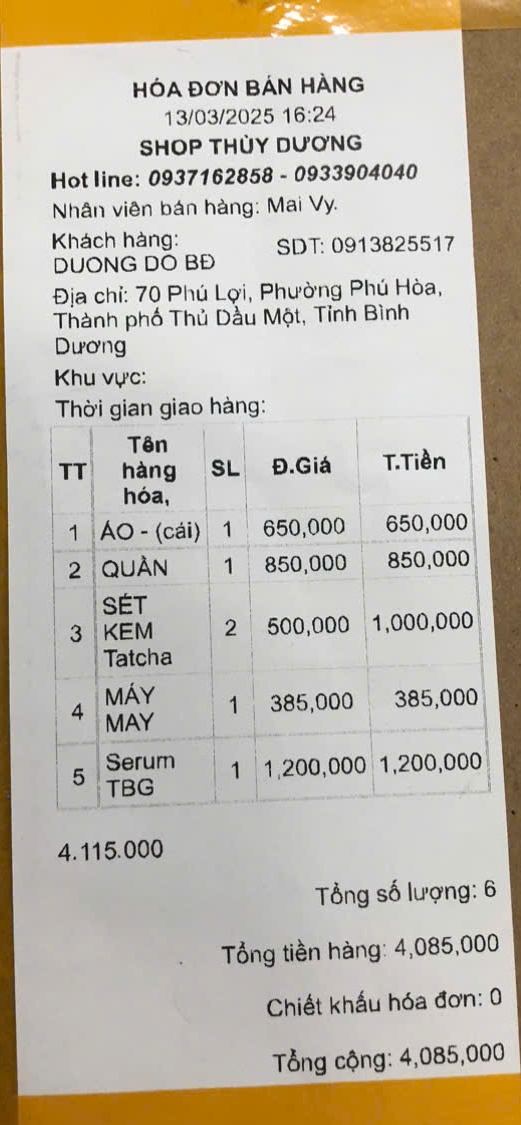 HÓA ĐƠN BÁN HÀNG
13/03/2025 16:24
SHOP THÙY DƯƠNG
Hot line: 0937162858 - 0933904040
Nhân viên bán hàng: Mai Vy.
Khách hàng: SDT: 0913825517
DUONG DO BĐ
Địa chỉ: 70 Phú Lợi, Phường Phú Hòa,
Thành phố Thủ Dầu Một, Tỉnh Bình
Dương
Khu vực:
Thời gian giao hàng:
TT Tên hàng hóa, SL Đ.Giá T.Tiền
1 ÁO - (cái) 1 650,000 650,000
2 QUẦN 1 850,000 850,000
3 SÉT KEM Tatcha 2 500,000 1,000,000
4 MÁY MAY 1 385,000 385,000
5 Serum TBG 1 1,200,000 1,200,000
4.115.000
Tổng số lượng: 6
Tổng tiền hàng: 4,085,000
Chiết khấu hóa đơn: 0
Tổng cộng: 4,085,000